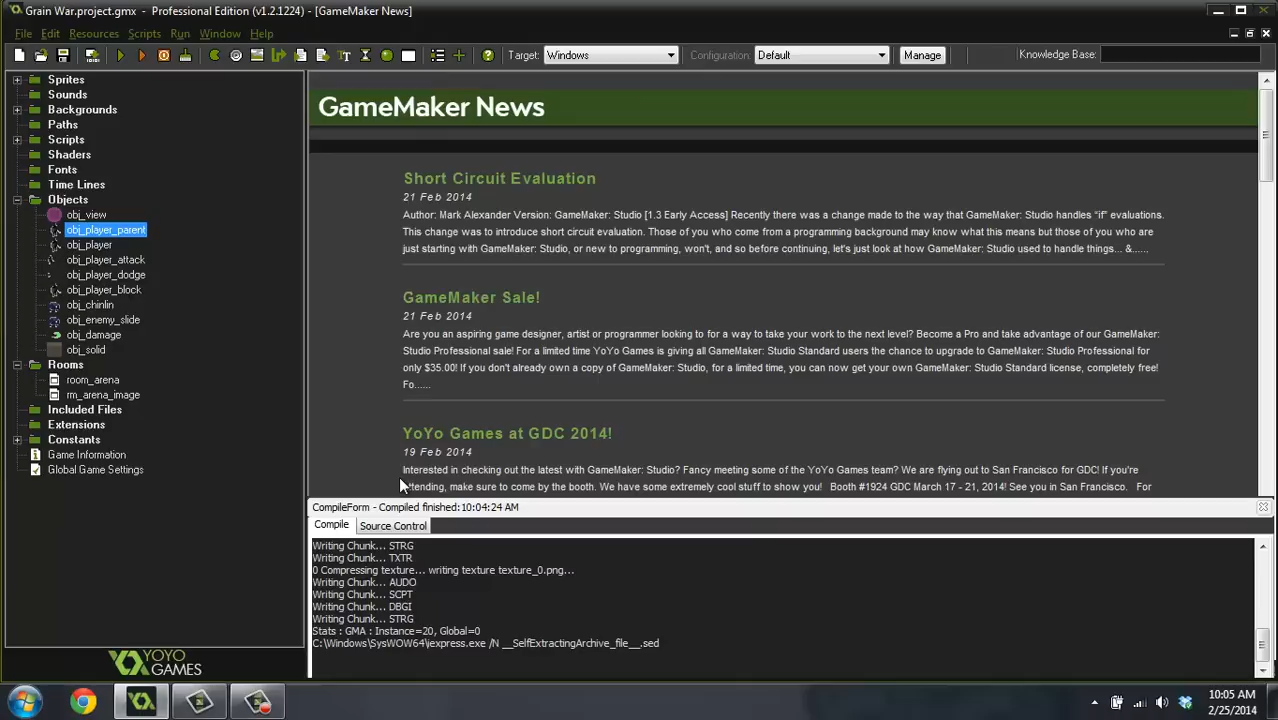 Grain War.project.gmx - Professional Edition (v1.2.1224) - [GameMaker News]
File Edit Resources Scripts Run Window Help
Target: Windows Configuration: Default Manage Knowledge Base:
Sprites
Sounds
Backgrounds
Paths
Scripts
Shaders
Fonts
Time Lines
Objects
obj_view
obj_player_parent
obj_player
obj_player_attack
obj_player_dodge
obj_player_block
obj_chinlin
obj_enemy_slide
obj_damage
obj_solid
Rooms
room_arena
rm_arena_image
Included Files
Extensions
Constants
Game Information
Global Game Settings
YOYO
GAMES
GameMaker News
Short Circuit Evaluation
21 Feb 2014
Author: Mark Alexander Version: GameMaker: Studio [1.3 Early Access] Recently there was a change made to the way that GameMaker: Studio handles "if" evaluations.
This change was to introduce short circuit evaluation. Those of you who come from a programming background may know what this means but those of you who are
just starting with GameMaker: Studio, or new to programming, won't, and so before continuing, let's just look at how GameMaker: Studio used to handle things... &......
GameMaker Sale!
21 Feb 2014
Are you an aspiring game designer, artist or programmer looking to for a way to take your work to the next level? Become a Pro and take advantage of our GameMaker:
Studio Professional sale! For a limited time YoYo Games is giving all GameMaker: Studio Standard users the chance to upgrade to GameMaker: Studio Professional for
only $35.00! If you don't already own a copy of GameMaker: Studio, for a limited time, you can now get your own GameMaker: Studio Standard license, completely free!
Fo......
YoYo Games at GDC 2014!
19 Feb 2014
Interested in checking out the latest with GameMaker: Studio? Fancy meeting some of the YoYo Games team? We are flying out to San Francisco for GDC! If you're
attending, make sure to come by the booth. We have some extremely cool stuff to show you! Booth #1924 GDC March 17 - 21, 2014! See you in San Francisco. For
CompileForm - Compiled finished:10:04:24 AM
Compile Source Control
Writing Chunk... STRG
Writing Chunk... TXTR
0 Compressing texture... writing texture texture_0.png...
Writing Chunk... AUDO
Writing Chunk... SCPT
Writing Chunk... DBGI
Writing Chunk... STRG
Stats : GMA : Instance=20, Global=0
C:\Windows\SysWOW64\iexpress.exe /N __SelfExtractingArchive_file__.sed
10:05 AM
2/25/2014